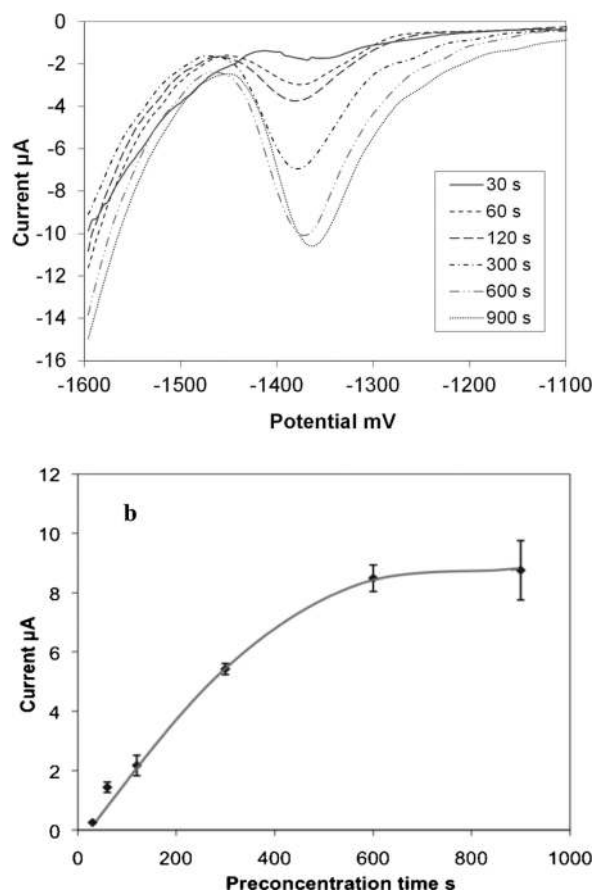 0
-2
-4
-6
-8
-10
-12
-14
-16
Current µA
30 s
60 s
120 s
300 s
600 s
900 s
-1600 -1500 -1400 -1300 -1200 -1100
Potential mV
b
12
10
8
6
4
2
0
Current µA
0 200 400 600 800 1000
Preconcentration time s